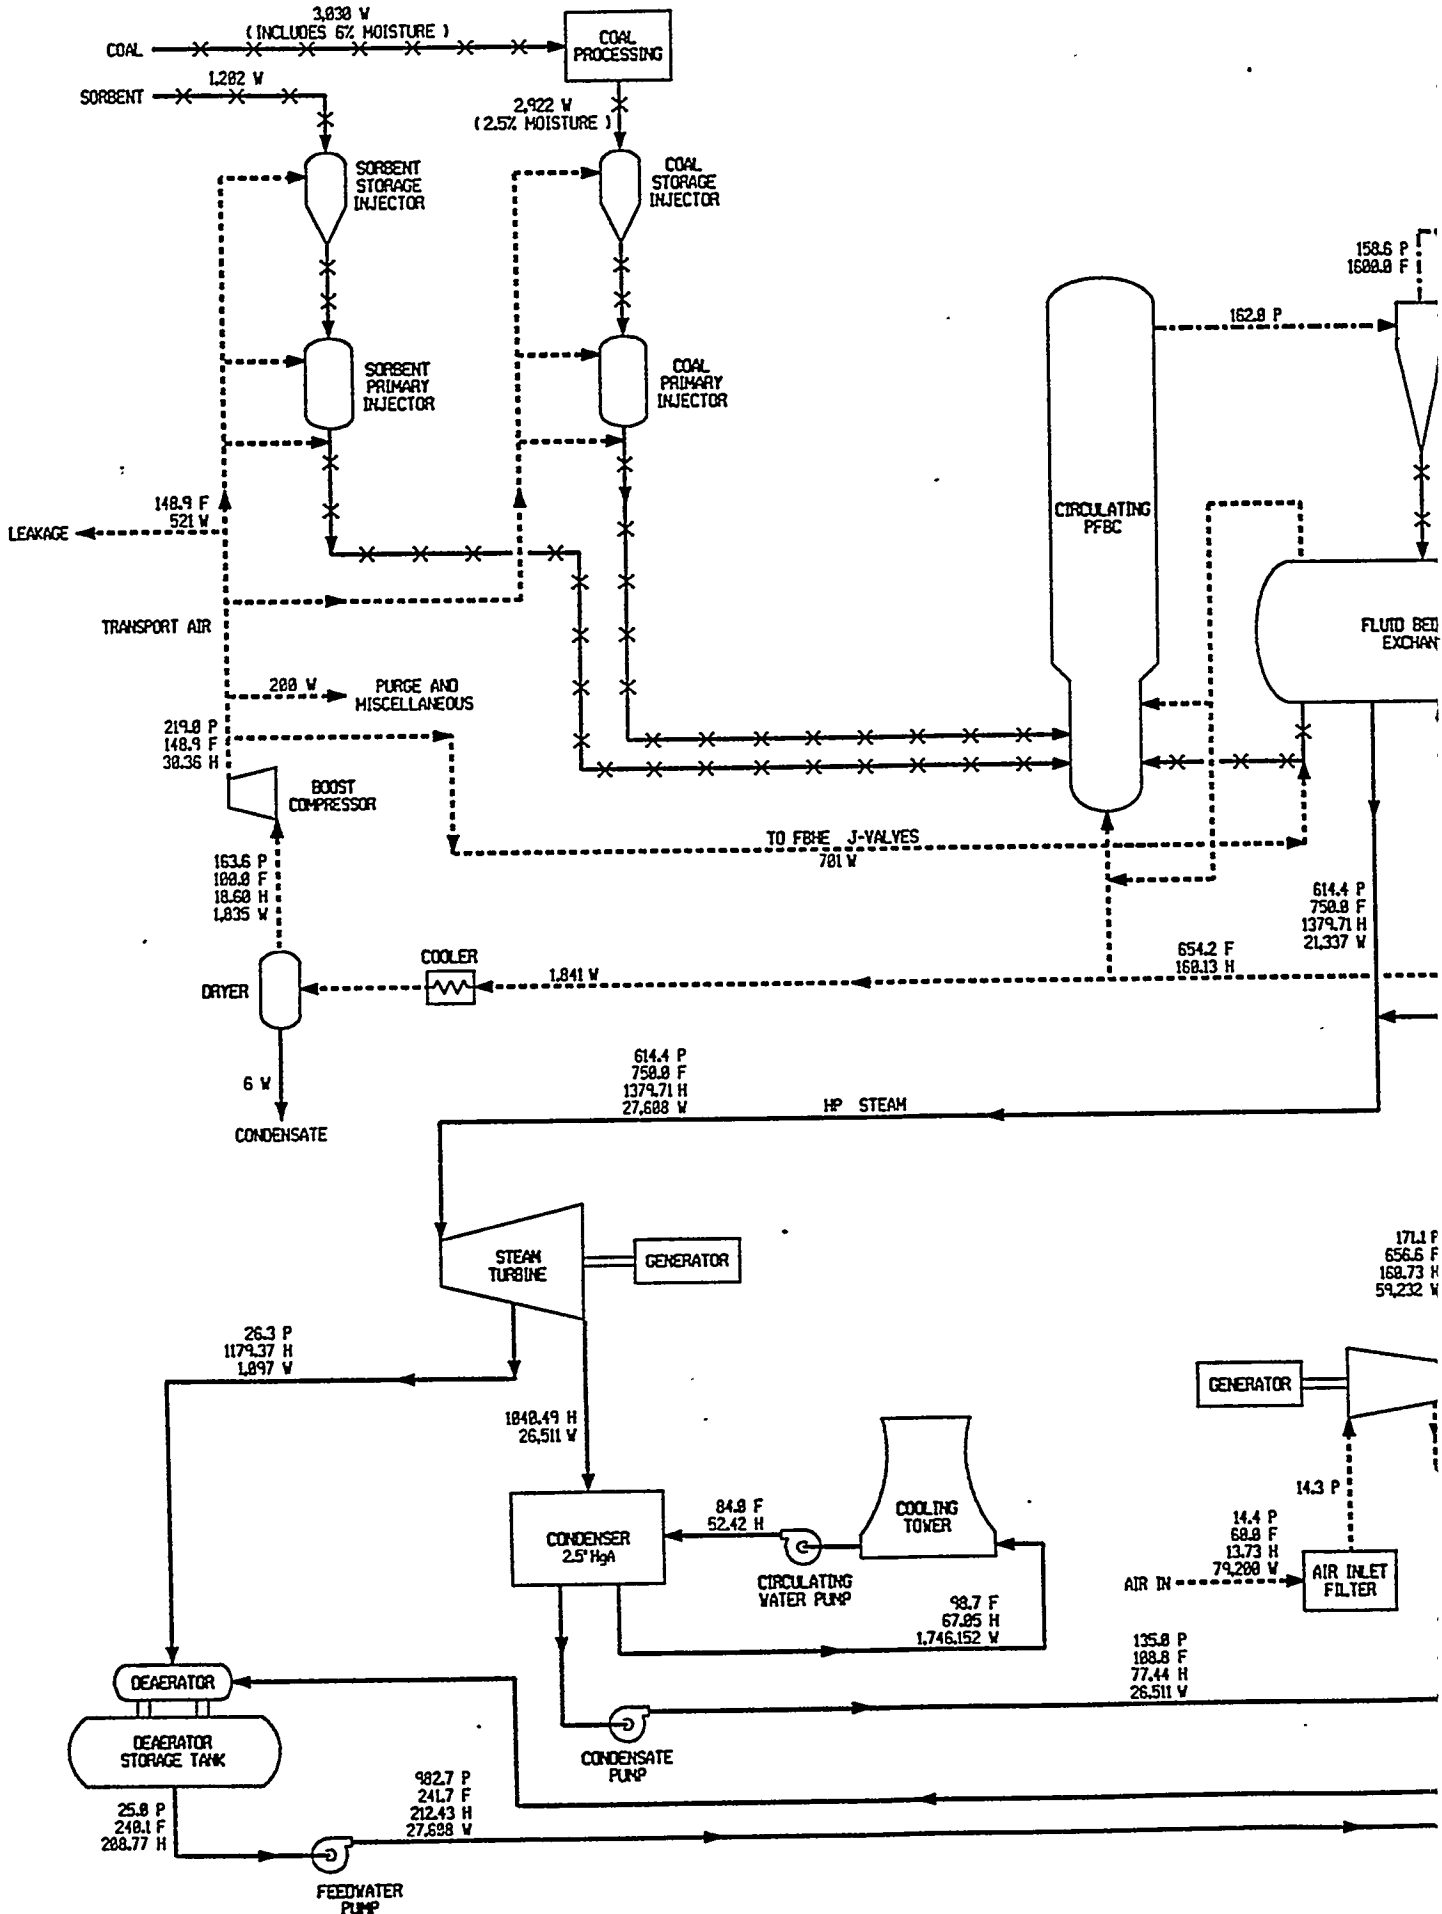 3,030 W
( INCLUDES 6% MOISTURE )
COAL
COAL
PROCESSING
1,202 W
SORBENT
2,922 W
( 2.5% MOISTURE )
SORBENT
STORAGE
INJECTOR
COAL
STORAGE
INJECTOR
158.6 P
1600.0 F
162.0 P
SORBENT
PRIMARY
INJECTOR
COAL
PRIMARY
INJECTOR
148.9 F
521 W
LEAKAGE
CIRCULATING
PFBC
TRANSPORT AIR
FLUID BED
EXCHAN
200 W
PURGE AND
MISCELLANEOUS
219.0 P
148.9 F
30.36 H
BOOST
COMPRESSOR
TO FBHE J-VALVES
701 W
163.6 P
100.0 F
18.60 H
1,835 W
614.4 P
750.0 F
1379.71 H
21,337 W
COOLER
1,841 W
654.2 F
160.13 H
DRYER
6 W
CONDENSATE
614.4 P
750.0 F
1379.71 H
27,608 W
HP STEAM
STEAM
TURBINE
GENERATOR
171.1 P
656.6 F
160.73 H
59,232 W
26.3 P
1179.37 H
1,097 W
GENERATOR
1040.49 H
26,511 W
14.3 P
CONDENSER
2.5"HgA
84.0 F
52.42 H
COOLING
TOWER
CIRCULATING
WATER PUMP
14.4 P
60.0 F
13.73 H
79,200 W
AIR IN
AIR INLET
FILTER
98.7 F
67.05 H
1,746,152 W
135.0 P
108.8 F
77.44 H
26,511 W
DEAERATOR
DEAERATOR
STORAGE TANK
CONDENSATE
PUMP
25.0 P
240.1 F
208.77 H
982.7 P
241.7 F
212.43 H
27,608 W
FEEDWATER
PUMP